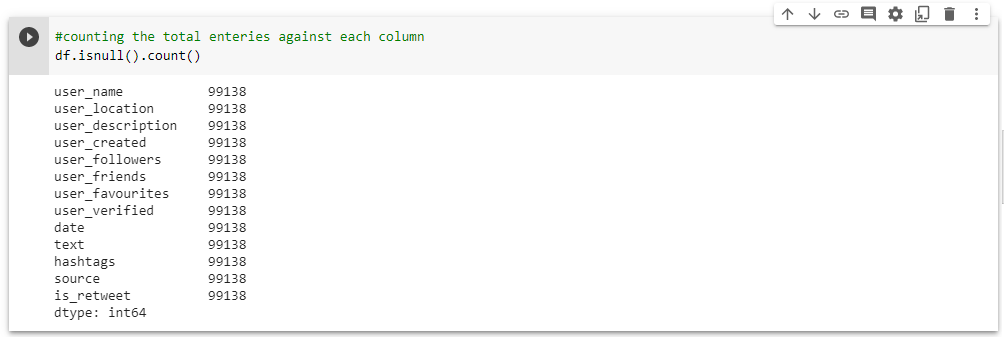 #counting the total enteries against each column
df.isnull().count()
user_name 99138
user_location 99138
user_description 99138
user_created 99138
user_followers 99138
user_friends 99138
user_favourites 99138
user_verified 99138
date 99138
text 99138
hashtags 99138
source 99138
is_retweet 99138
dtype: int64